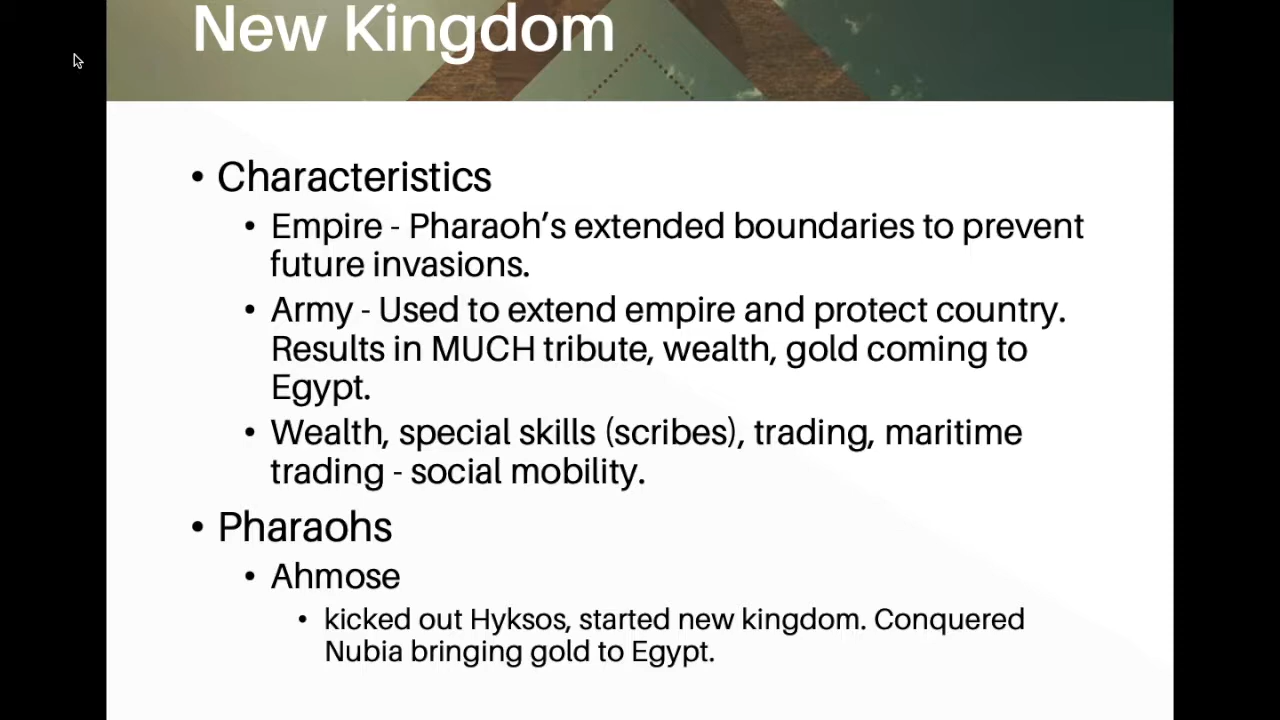 New Kingdom
• Characteristics
• Empire - Pharaoh’s extended boundaries to prevent
future invasions.
• Army - Used to extend empire and protect country.
Results in MUCH tribute, wealth, gold coming to
Egypt.
• Wealth, special skills (scribes), trading, maritime
trading - social mobility.
• Pharaohs
• Ahmose
• kicked out Hyksos, started new kingdom. Conquered
Nubia bringing gold to Egypt.